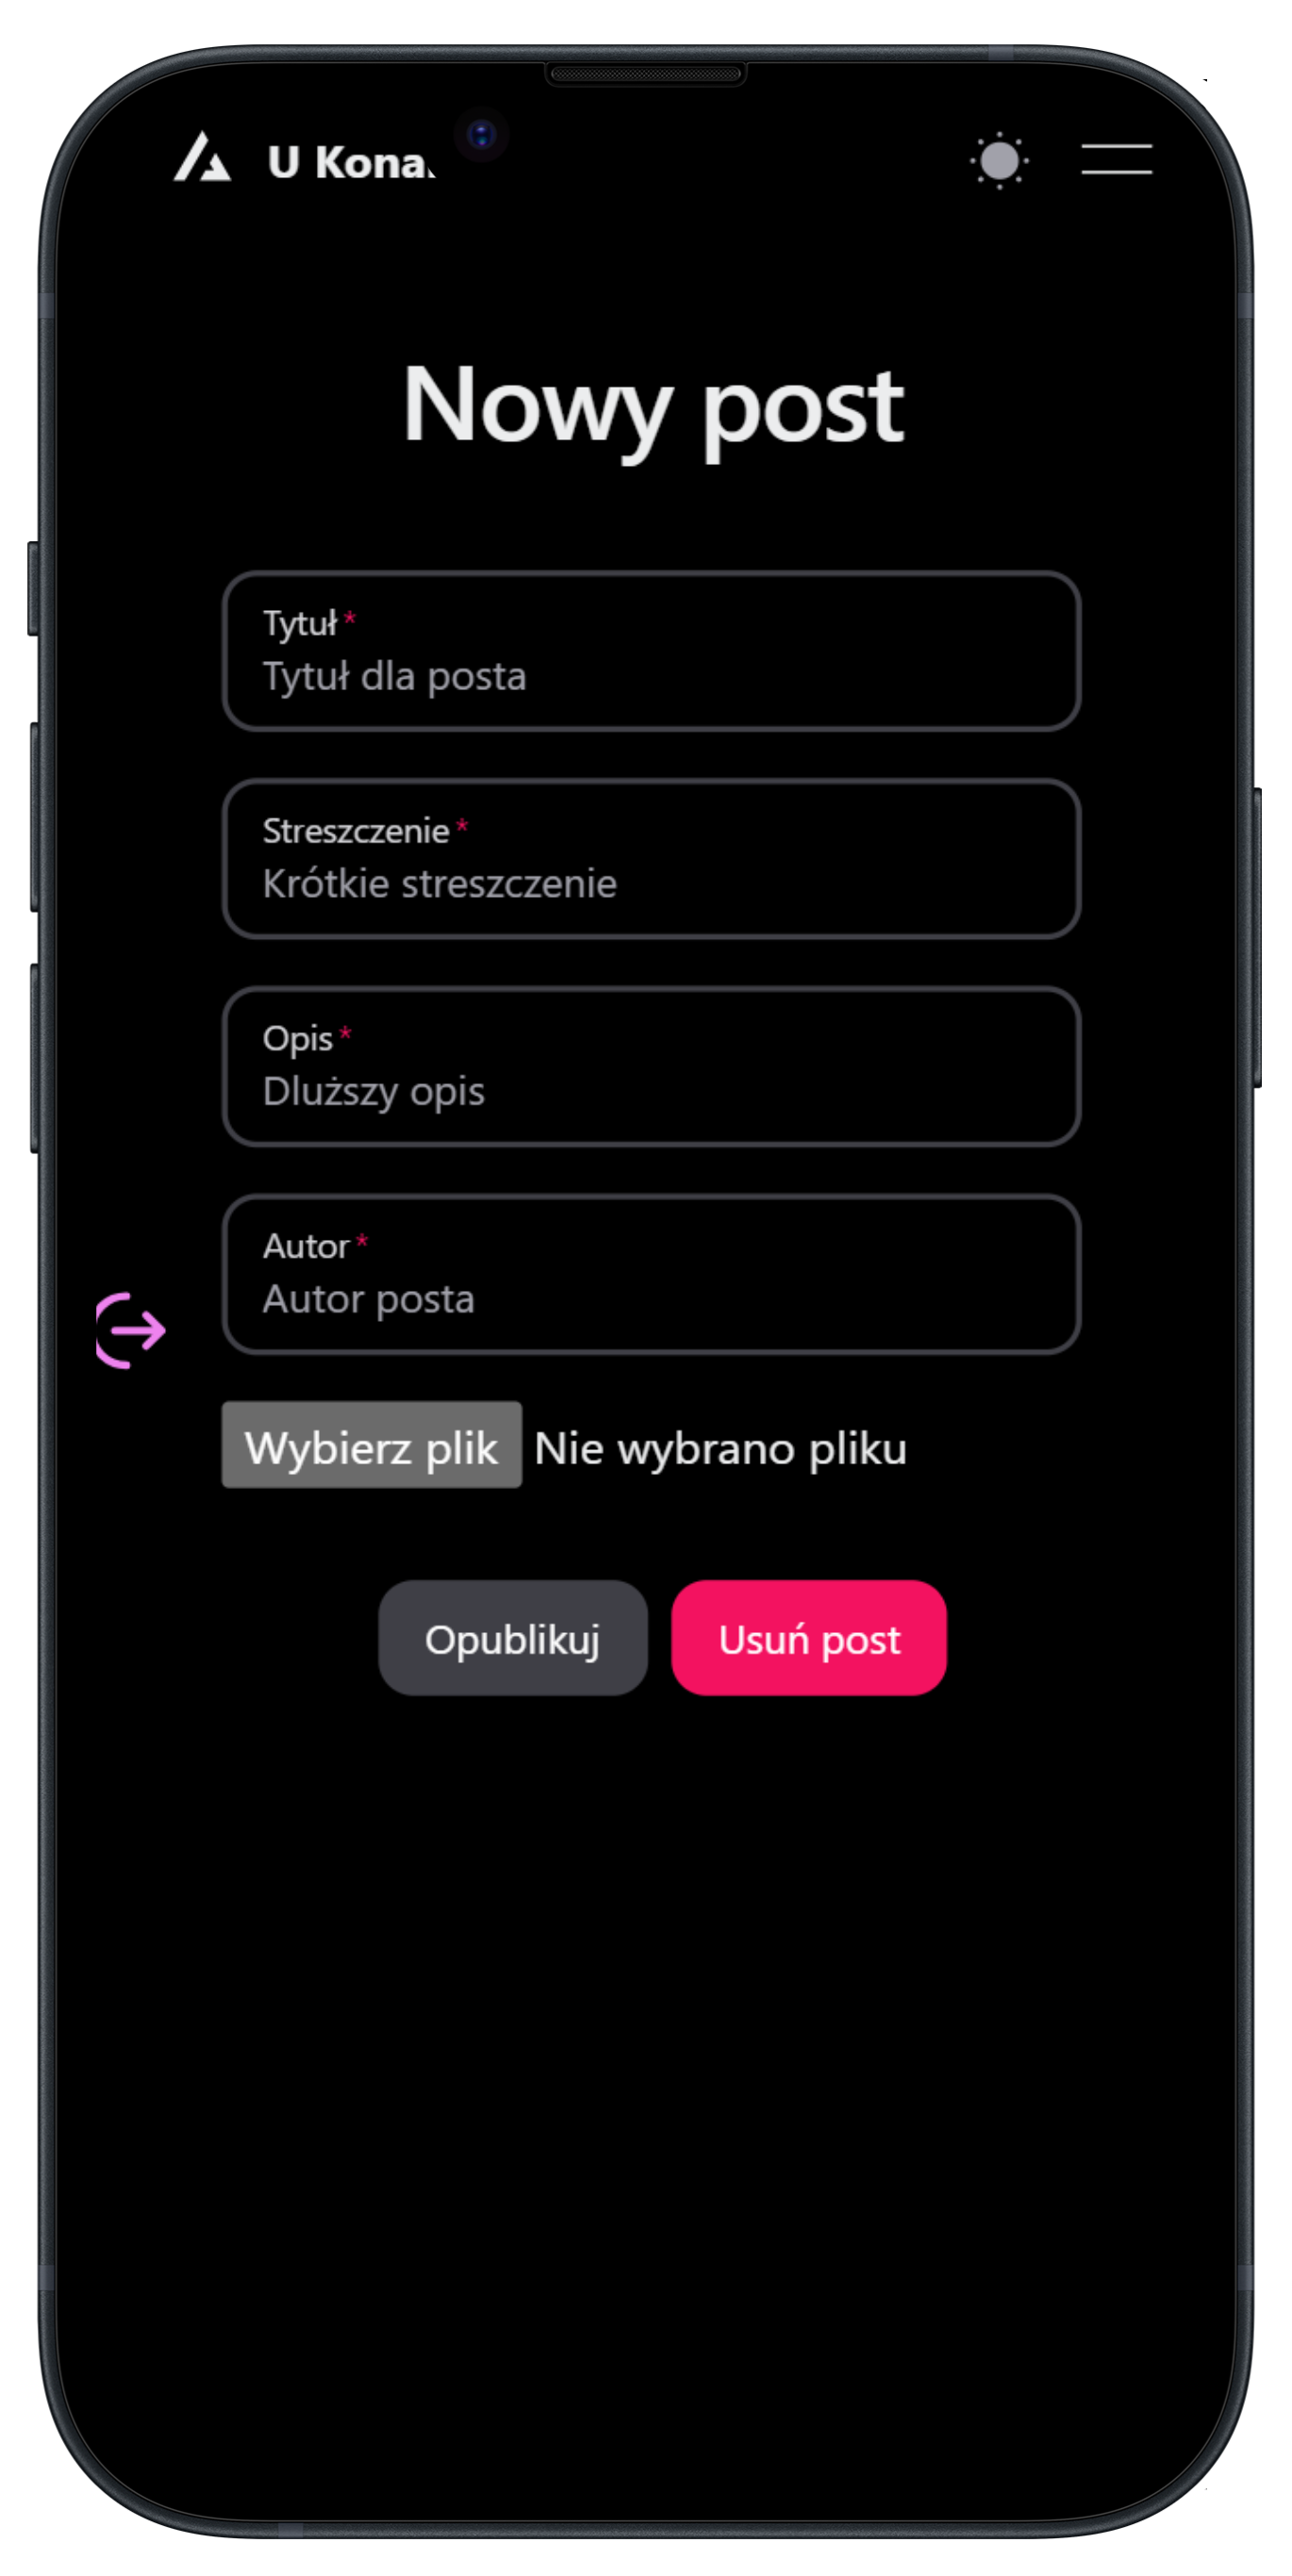 U Kona
Nowy post
Tytuł *
Tytuł dla posta
Streszczenie *
Krótkie streszczenie
Opis *
Dluższy opis
Autor *
Autor posta
Wybierz plik Nie wybrano pliku
Opublikuj Usuń post